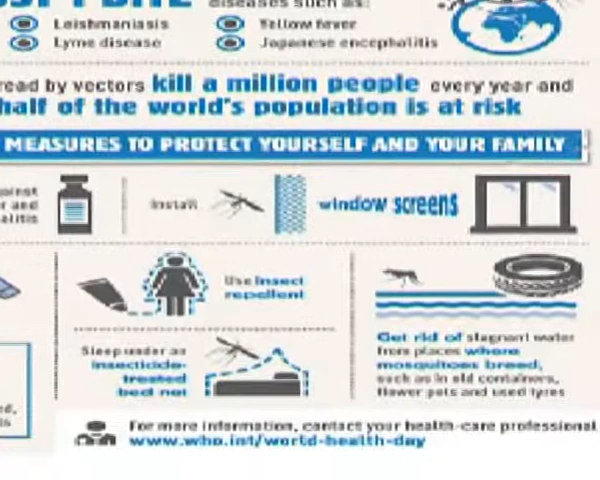 diseases such as:
Leishmaniasis
Yellow fever
Lyme disease
Japanese encephalitis
read by vectors kill a million people every year and
half of the world's population is at risk
MEASURES TO PROTECT YOURSELF AND YOUR FAMILY
and
Install
window screens
Use insect
repellent
Sleep under an
insecticide-
treated
bed net
Get rid of stagnant water
from places where
mosquitoes breed,
such as in old containers,
flower pots and used tyres
For more information, contact your health-care professional
www.who.int/world-health-day